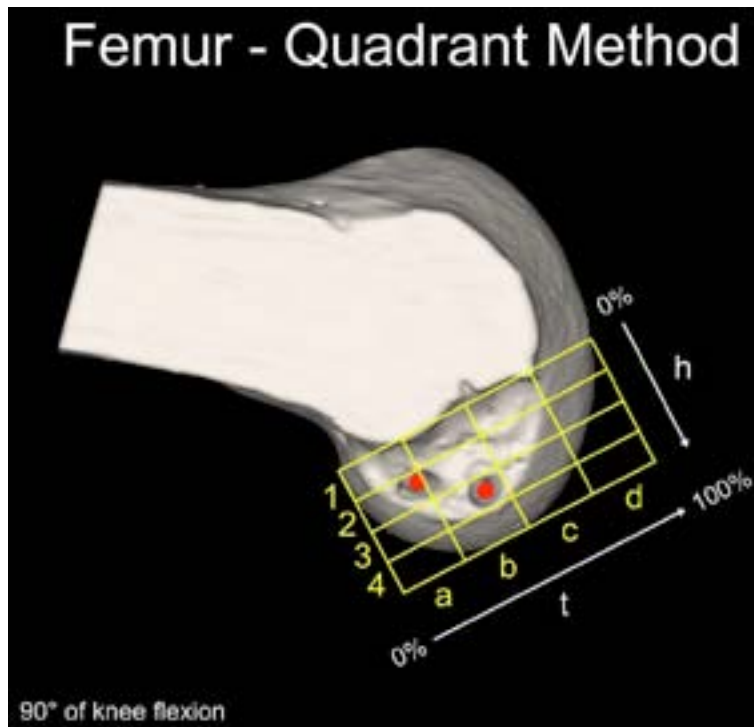 Femur - Quadrant Method
0%
h
1
2
3
4
a
b
c
d
100%
t
0%
90° of knee flexion